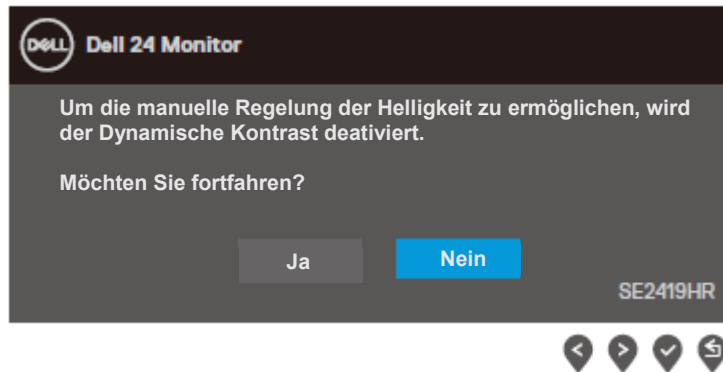 DELL Dell 24 Monitor
Um die manuelle Regelung der Helligkeit zu ermöglichen, wird
der Dynamische Kontrast deativiert.
Möchten Sie fortfahren?
Ja Nein
SE2419HR